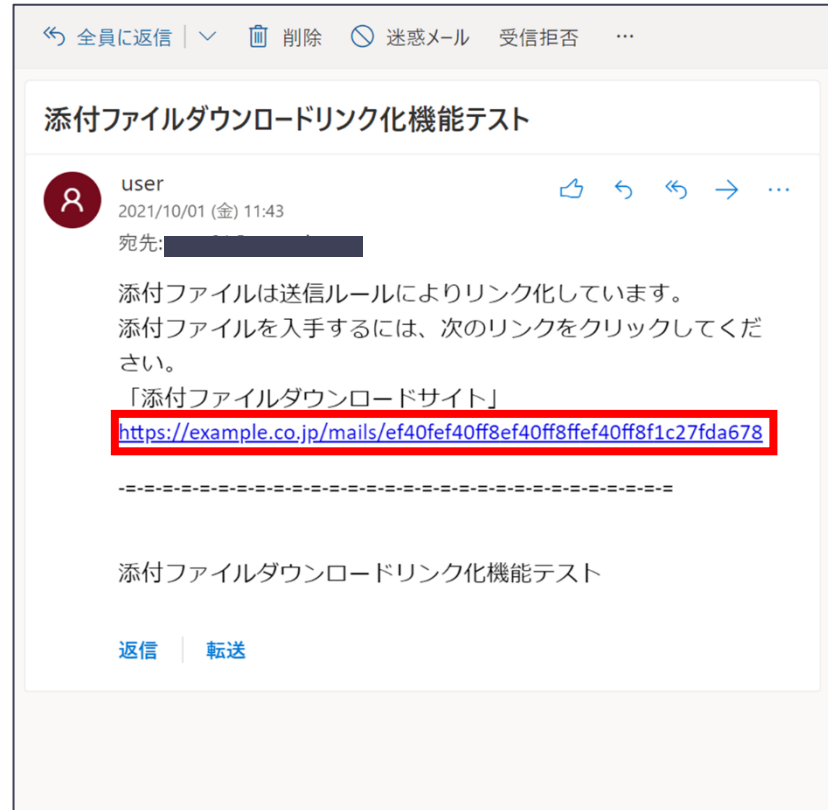 全員に返信 削除 迷惑メール 受信拒否 …
添付ファイルダウンロードリンク化機能テスト
user
2021/10/01 (金) 11:43
宛先:
添付ファイルは送信ルールによりリンク化しています。
添付ファイルを入手するには、次のリンクをクリックしてくだ
さい。
「添付ファイルダウンロードサイト」
https://example.co.jp/mails/ef40fef40ff8ef40ff8ffef40ff8f1c27fda678
-=-=-=-=-=-=-=-=-=-=-=-=-=-=-=-=-=-=-=-=-=-=-=
添付ファイルダウンロードリンク化機能テスト
返信 転送